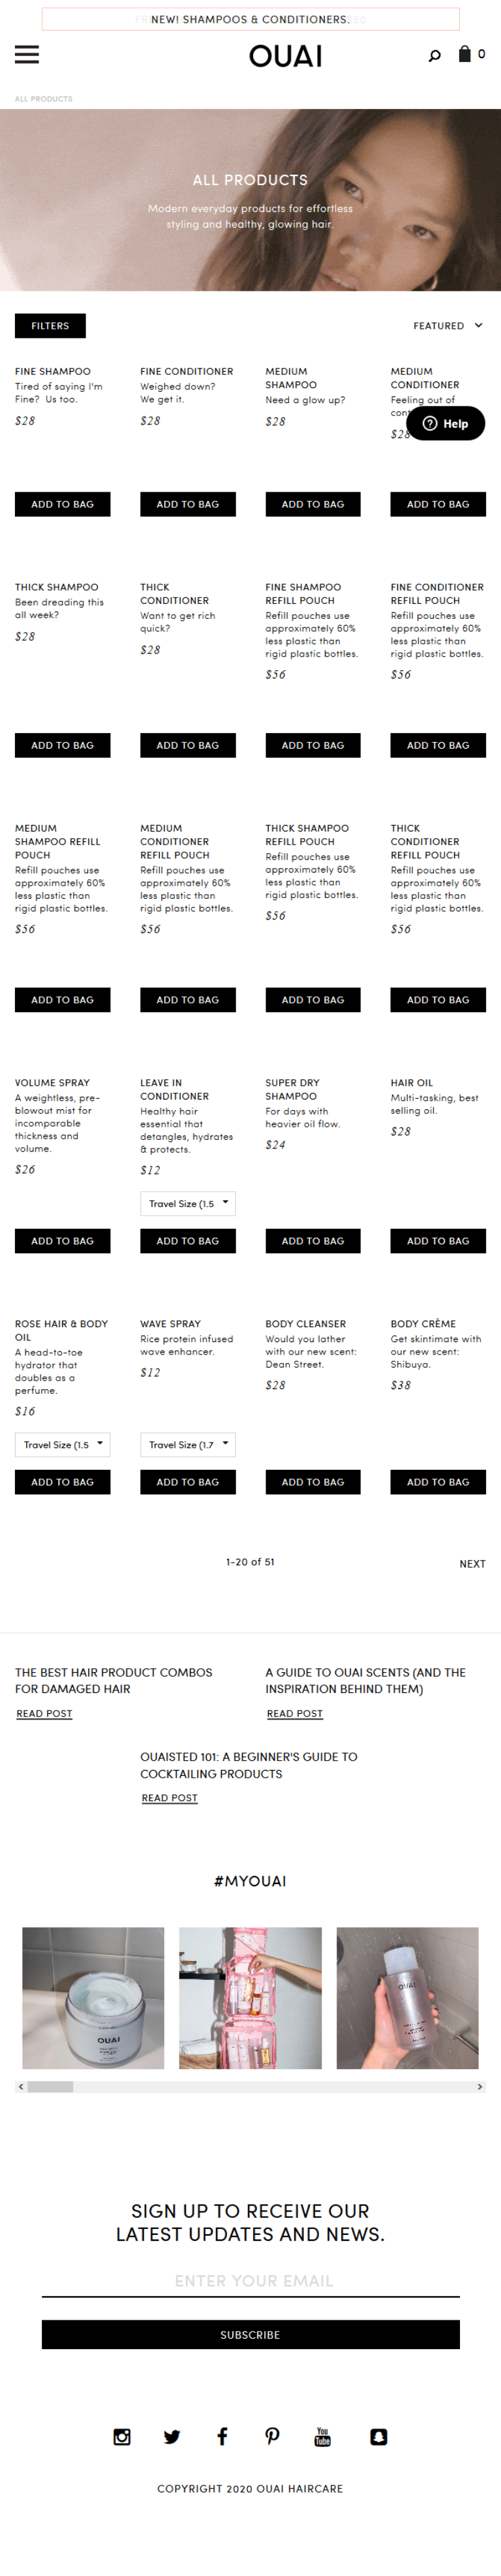 NEW! SHAMPOOS & CONDITIONERS.
OUAI
0
ALL PRODUCTS
ALL PRODUCTS
Modern everyday products for effortless
styling and healthy, glowing hair.
FILTERS
FEATURED
FINE SHAMPOO
Tired of saying I'm
Fine? Us too.
$28
FINE CONDITIONER
Weighed down?
We get it.
$28
MEDIUM
SHAMPOO
Need a glow up?
$28
MEDIUM
CONDITIONER
Feeling out of
Help
ADD TO BAG
ADD TO BAG
ADD TO BAG
ADD TO BAG
THICK SHAMPOO
Been dreading this
all week?
$28
THICK
CONDITIONER
Want to get rich
quick?
$28
FINE SHAMPOO
REFILL POUCH
Refill pouches use
approximately 60%
less plastic than
rigid plastic bottles.
$56
FINE CONDITIONER
REFILL POUCH
Refill pouches use
approximately 60%
less plastic than
rigid plastic bottles.
$56
ADD TO BAG
ADD TO BAG
ADD TO BAG
ADD TO BAG
MEDIUM
SHAMPOO REFILL
POUCH
Refill pouches use
approximately 60%
less plastic than
rigid plastic bottles.
$56
MEDIUM
CONDITIONER
REFILL POUCH
Refill pouches use
approximately 60%
less plastic than
rigid plastic bottles.
$56
THICK SHAMPOO
REFILL POUCH
Refill pouches use
approximately 60%
less plastic than
rigid plastic bottles.
$56
THICK
CONDITIONER
REFILL POUCH
Refill pouches use
approximately 60%
less plastic than
rigid plastic bottles.
$56
ADD TO BAG
ADD TO BAG
ADD TO BAG
ADD TO BAG
VOLUME SPRAY
A weightless, pre-
blowout mist for
incomparable
thickness and
volume.
$26
LEAVE IN
CONDITIONER
Healthy hair
essential that
detangles, hydrates
& protects.
$12
Travel Size (1.5
SUPER DRY
SHAMPOO
For days with
heavier oil flow.
$24
HAIR OIL
Multi-tasking, best
selling oil.
$28
ADD TO BAG
ADD TO BAG
ADD TO BAG
ADD TO BAG
ROSE HAIR & BODY
OIL
A head-to-toe
hydrator that
doubles as a
perfume.
$16
Travel Size (1.5
WAVE SPRAY
Rice protein infused
wave enhancer.
$12
Travel Size (1.7
BODY CLEANSER
Would you lather
with our new scent:
Dean Street.
$28
BODY CRÈME
Get skintimate with
our new scent:
Shibuya.
$38
ADD TO BAG
ADD TO BAG
ADD TO BAG
ADD TO BAG
1-20 of 51
NEXT
THE BEST HAIR PRODUCT COMBOS
FOR DAMAGED HAIR
READ POST
A GUIDE TO OUAI SCENTS (AND THE
INSPIRATION BEHIND THEM)
READ POST
OUAISTED 101: A BEGINNER'S GUIDE TO
COCKTAILING PRODUCTS
READ POST
#MYOUAI
OUAI
OUAI
SIGN UP TO RECEIVE OUR
LATEST UPDATES AND NEWS.
ENTER YOUR EMAIL
SUBSCRIBE
You
Tube
COPYRIGHT 2020 OUAI HAIRCARE